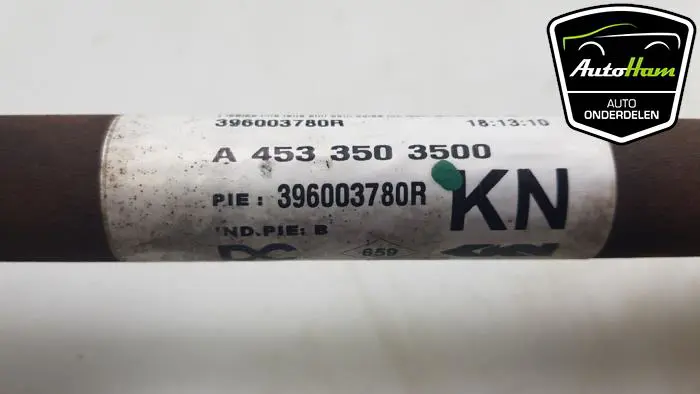 AutoHam
AUTO
ONDERDELEN
396003780R 18:13:10
A 453 350 3500
PIE: 396003780R KN
IND.PIE: B
659